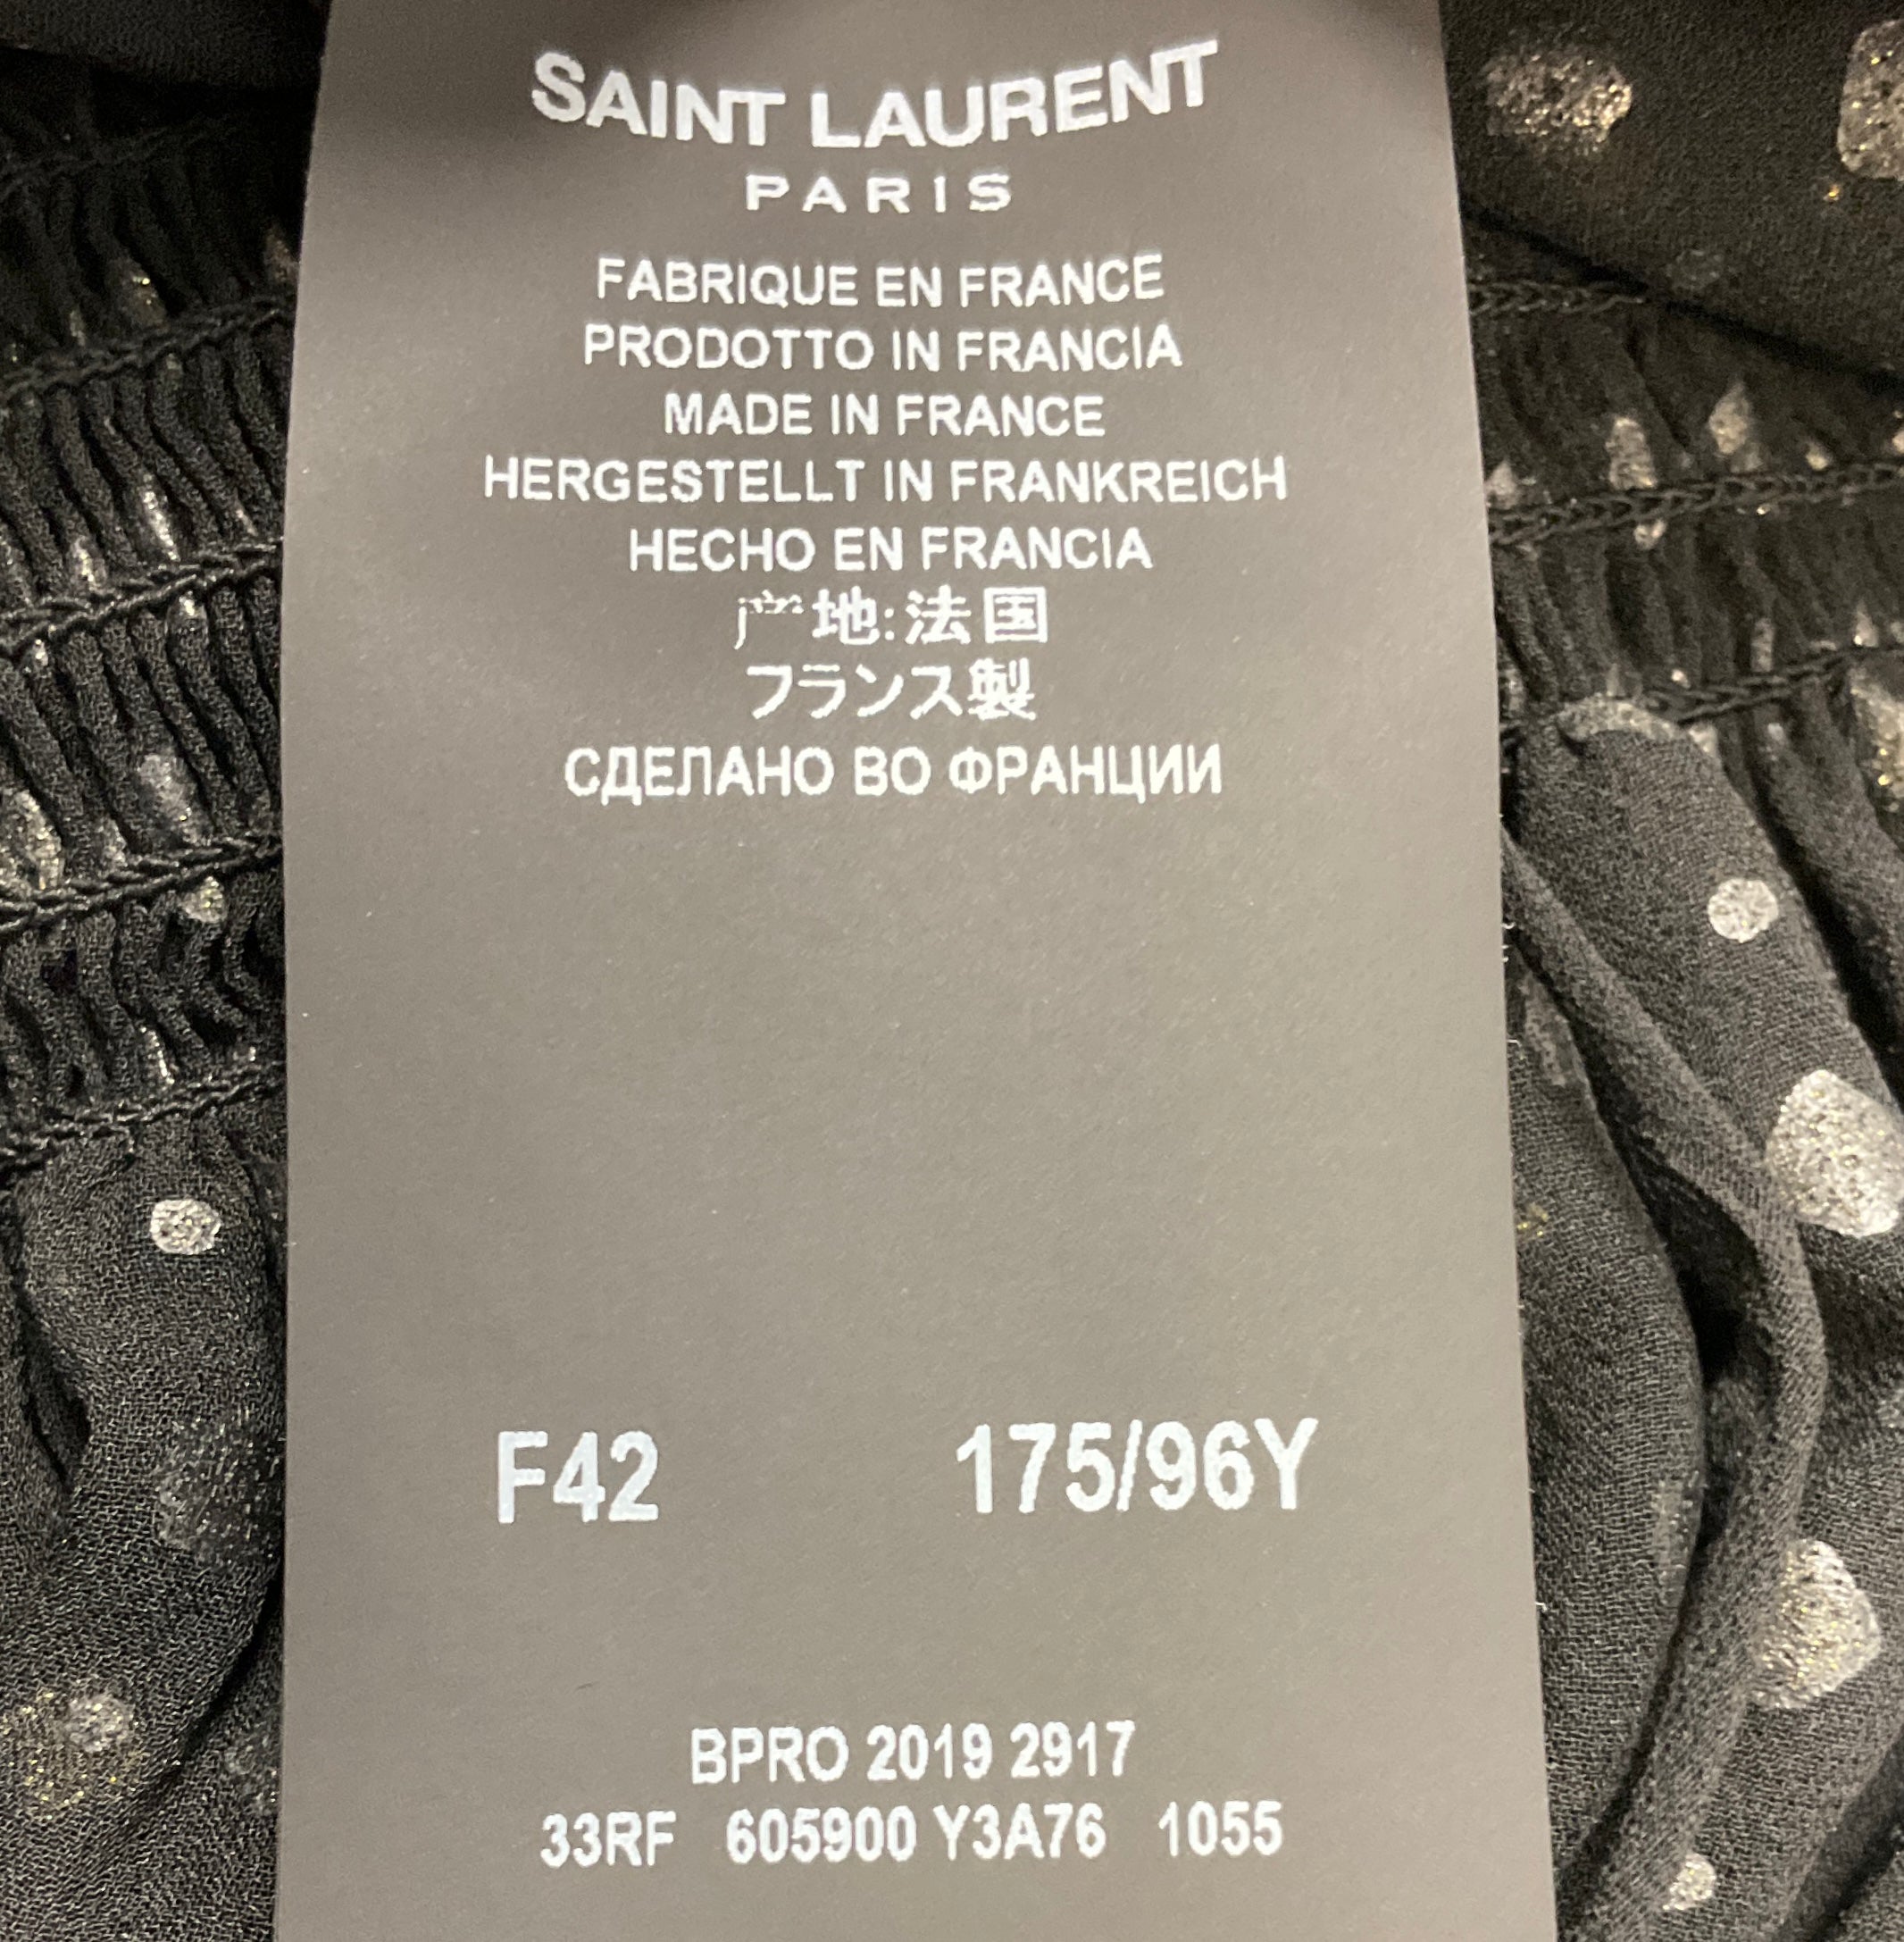 SAINT LAURENT
PARIS
FABRIQUE EN FRANCE
PRODOTTO IN FRANCIA
MADE IN FRANCE
HERGESTELLT IN FRANKREICH
HECHO EN FRANCIA
产地:法国
フランス製
СДЕЛАНО ВО ФРАНЦИИ
F42 175/96Y
BPRO 2019 2917
33RF 605900 Y3A76 1055